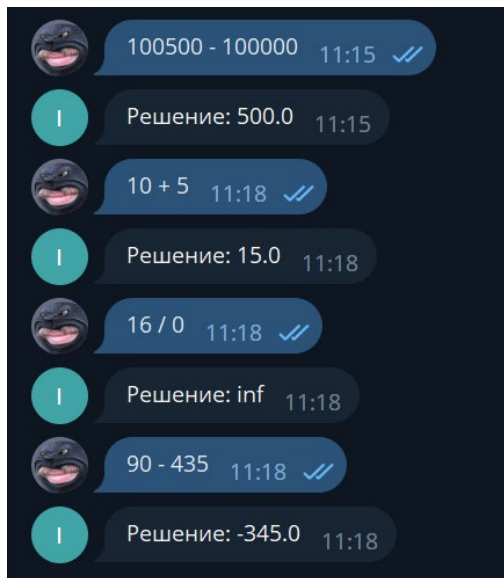 100500 - 100000 11:15
I
Решение: 500.0 11:15
10 + 5 11:18
I
Решение: 15.0 11:18
16 / 0 11:18
I
Решение: inf 11:18
90 - 435 11:18
I
Решение: -345.0 11:18